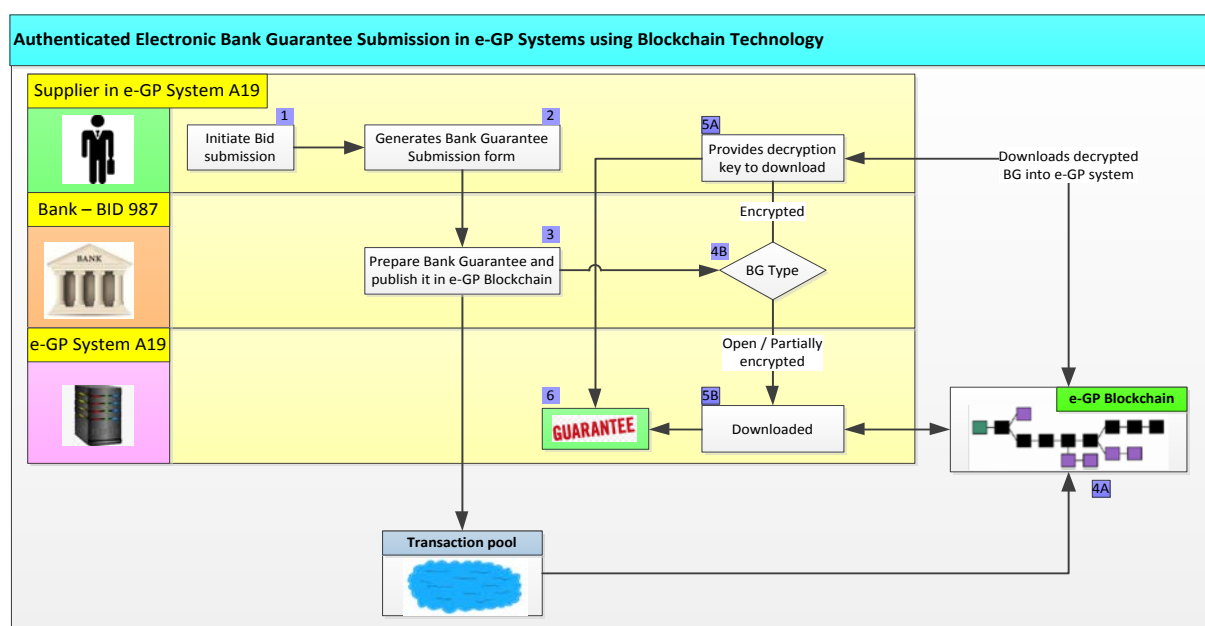 Authenticated Electronic Bank Guarantee Submission in e-GP Systems using Blockchain Technology
Supplier in e-GP System A19
1
Initiate Bid
submission
2
Generates Bank Guarantee
Submission form
5A
Provides decryption
key to download
Downloads decrypted
BG into e-GP system
Encrypted
Bank – BID 987
BANK
3
Prepare Bank Guarantee and
publish it in e-GP Blockchain
4B
BG Type
Open / Partially
encrypted
e-GP System A19
6
GUARANTEE
5B
Downloaded
e-GP Blockchain
4A
Transaction pool